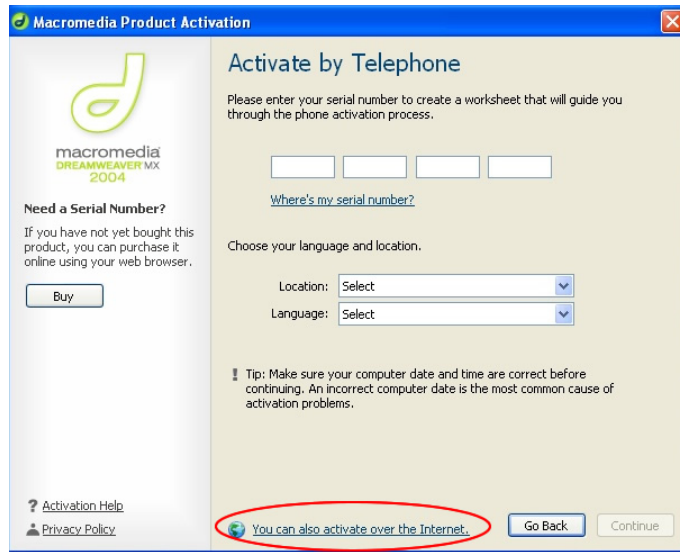 Macromedia Product Activation
macromedia
DREAMWEAVER MX
2004
Need a Serial Number?
If you have not yet bought this
product, you can purchase it
online using your web browser.
Buy
? Activation Help
Privacy Policy
Activate by Telephone
Please enter your serial number to create a worksheet that will guide you
through the phone activation process.
Where's my serial number?
Choose your language and location.
Location: Select
Language: Select
! Tip: Make sure your computer date and time are correct before
continuing. An incorrect computer date is the most common cause of
activation problems.
You can also activate over the Internet.
Go Back
Continue